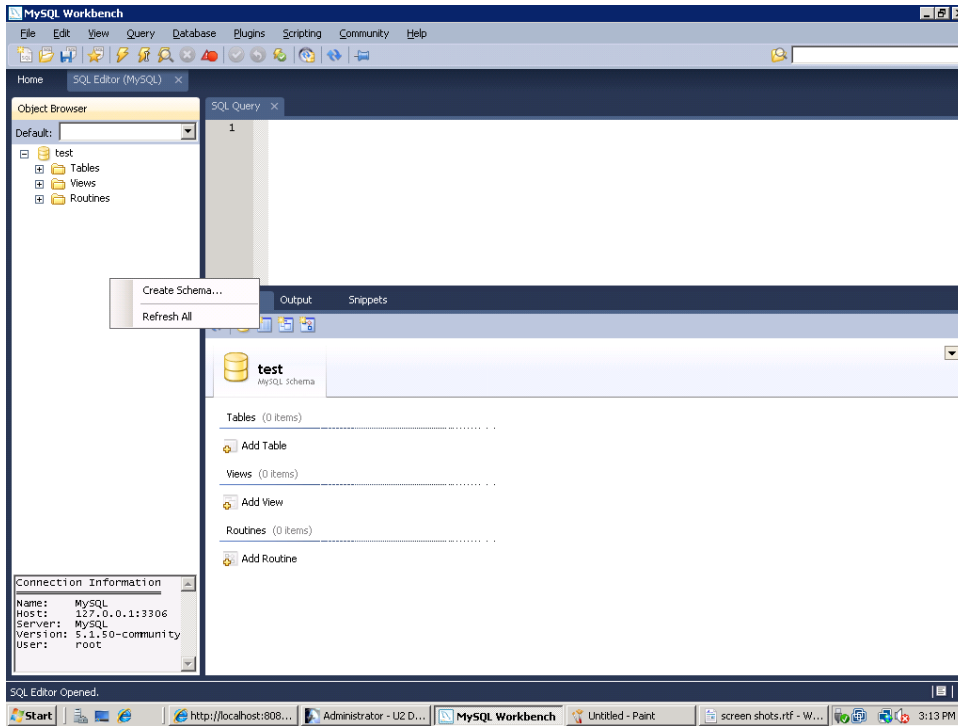 MySQL Workbench
File Edit View Query Database Plugins Scripting Community Help
Home SQL Editor (MySQL)
Object Browser
SQL Query
Default:
1
test
Tables
Views
Routines
Create Schema...
Refresh All
Output Snippets
test
MySQL Schema
Tables (0 items)
Add Table
Views (0 items)
Add View
Routines (0 items)
Add Routine
Connection Information
Name: MySQL
Host: 127.0.0.1:3306
Server: MySQL
Version: 5.1.50-community
User: root
SQL Editor Opened.
Start http://localhost:808... Administrator - U2 D... MySQL Workbench Untitled - Paint screen shots.rtf - W... 3:13 PM